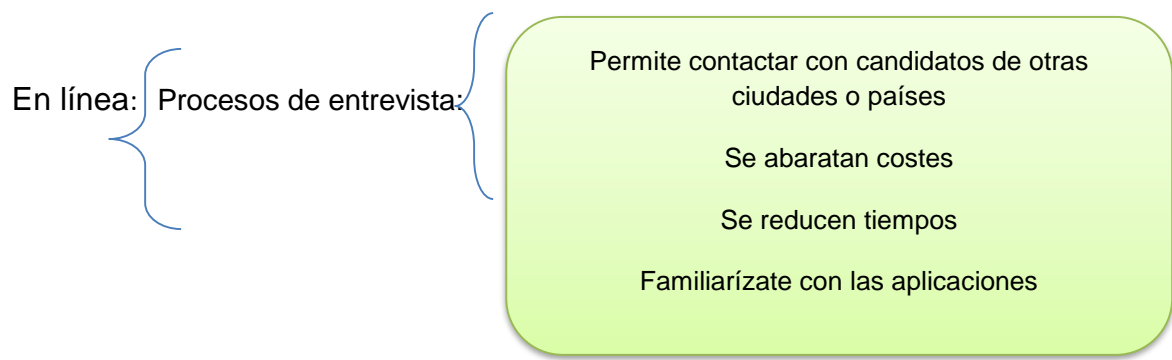 En línea: Procesos de entrevista:
Permite contactar con candidatos de otras
ciudades o países
Se abaratan costes
Se reducen tiempos
Familiarízate con las aplicaciones